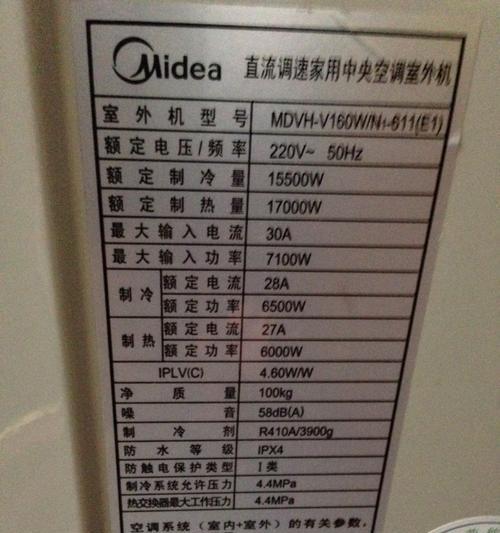 Midea 直流调速家用中央空调室外机
室外机型号 MDVH-V160W/N1-611(E1)
额定电压/频率 220V~ 50Hz
额定制冷量 15500W
额定制热量 17000W
最大输入电流 30A
最大输入功率 7100W
制冷 额定电流 28A
额定功率 6500W
制热 额定电流 27A
额定功率 6000W
IPLV(C) 4.60W/W
净质量 100kg
噪音 58dB(A)
制冷剂 R410A/3900g
防水等级 IPX4
防触电保护类型 I类
制冷系统允许压力 4.4MPa
热交换器最大工作压力 4.4MPa
空调系统(室内+室外)的有关参数,